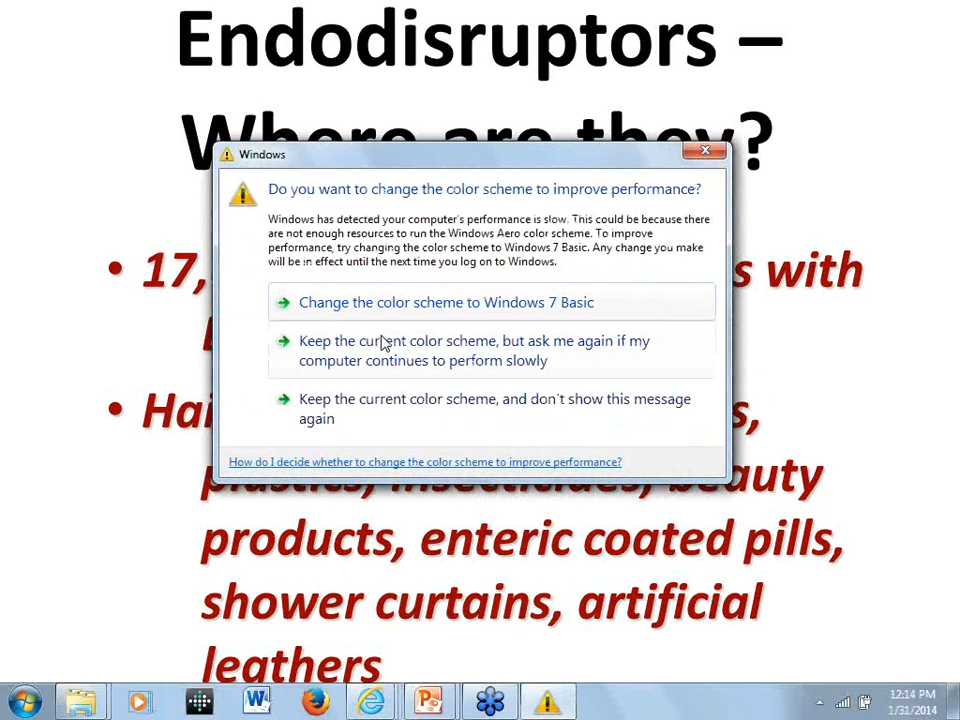 Endodisruptors –
Where are they?
Windows
Do you want to change the color scheme to improve performance?
Windows has detected your computer's performance is slow. This could be because there
are not enough resources to run the Windows Aero color scheme. To improve
performance, try changing the color scheme to Windows 7 Basic. Any change you make
will be in effect until the next time you log on to Windows.
• 17, with
Change the color scheme to Windows 7 Basic
Keep the current color scheme, but ask me again if my
computer continues to perform slowly
Keep the current color scheme, and don't show this message
again
•
How do I decide whether to change the color scheme to improve performance?
plastics, insecticides, beauty
products, enteric coated pills,
shower curtains, artificial
leathers
12:14 PM
1/31/2014